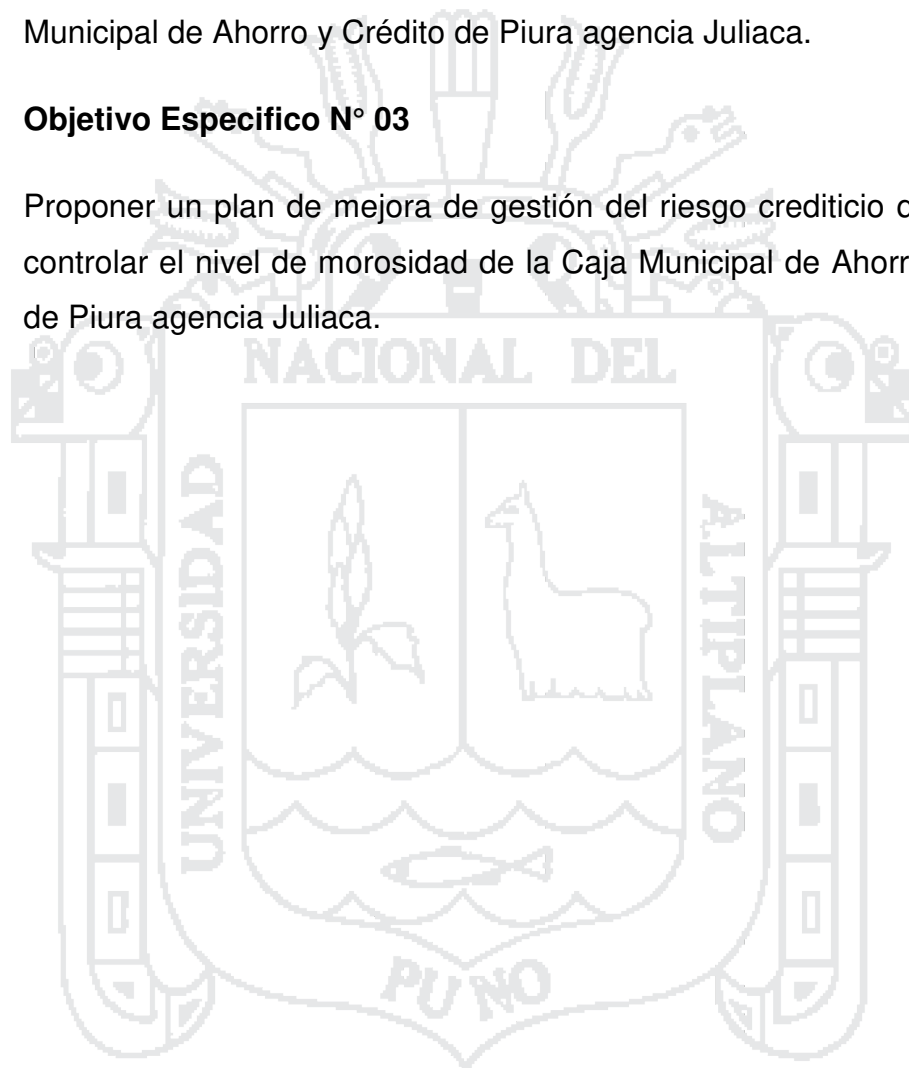 Municipal de Ahorro y Crédito de Piura agencia Juliaca.
Objetivo Especifico N° 03
Proponer un plan de mejora de gestión del riesgo crediticio
controlar el nivel de morosidad de la Caja Municipal de
de Piura agencia Juliaca.
NACIONAL DEL
UNIVERSIDAD
ALTIPLANO
PUNO